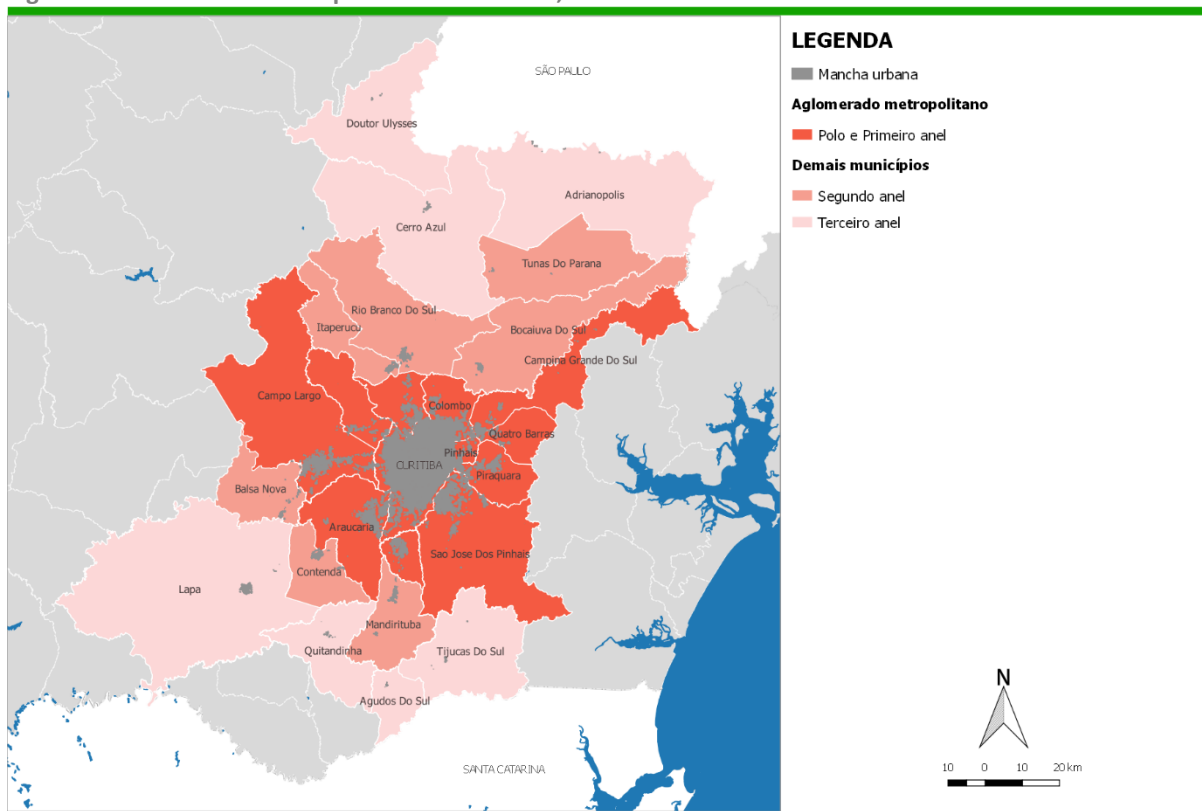 LEGENDA
Mancha urbana
Aglomerado metropolitano
Polo e Primeiro anel
Demais municípios
Segundo anel
Terceiro anel
SÃO PAULO
Doutor Ulysses
Adrianopolis
Cerro Azul
Tunas Do Parana
Rio Branco Do Sul
Itaperucu
Bocaiuva Do Sul
Campina Grande Do Sul
Campo Largo
Colombo
Quatro Barras
Pinhais
CURITIBA
Piraquara
Balsa Nova
Araucaria
Sao Jose Dos Pinhais
Contenda
Lapa
Mandirituba
Quitandinha
Tijucas Do Sul
Agudos Do Sul
SANTA CATARINA
N
10 0 10 20 km